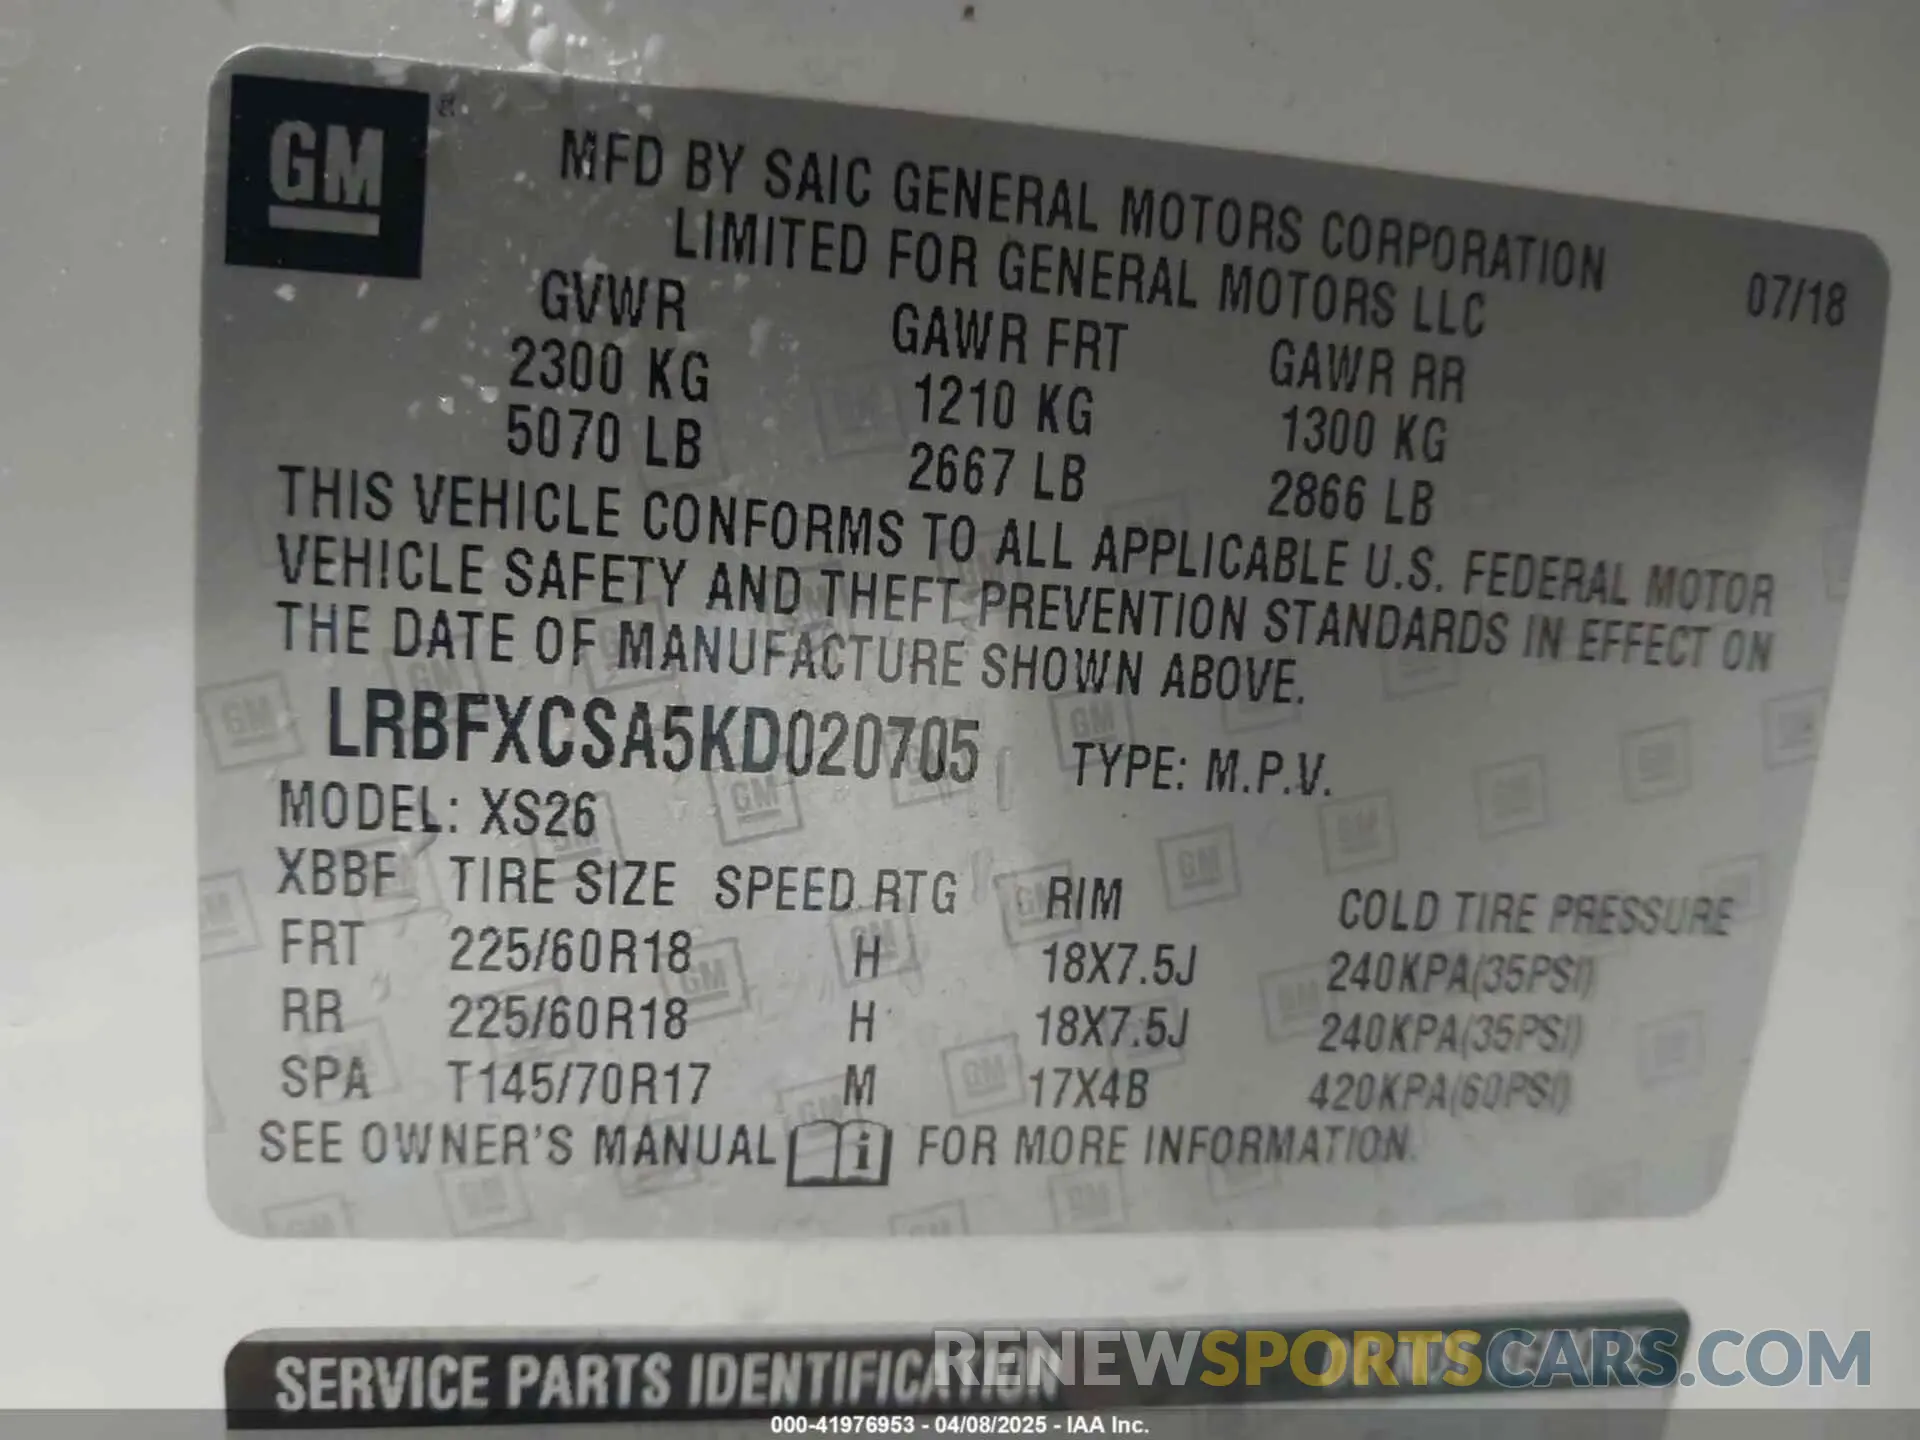 GM
MFD BY SAIC GENERAL MOTORS CORPORATION
LIMITED FOR GENERAL MOTORS LLC
07/18
GVWR GAWR FRT GAWR RR
2300 KG 1210 KG 1300 KG
5070 LB 2667 LB 2866 LB
THIS VEHICLE CONFORMS TO ALL APPLICABLE U.S. FEDERAL MOTOR
VEHICLE SAFETY AND THEFT PREVENTION STANDARDS IN EFFECT ON
THE DATE OF MANUFACTURE SHOWN ABOVE.
LRBFXCSA5KD020705 TYPE: M.P.V.
MODEL: XS26
XBBF TIRE SIZE SPEED RTG RIM COLD TIRE PRESSURE
FRT 225/60R18 H 18X7.5J 240KPA(35PSI)
RR 225/60R18 H 18X7.5J 240KPA(35PSI)
SPA T145/70R17 M 17X4B 420KPA(60PSI)
SEE OWNER'S MANUAL i FOR MORE INFORMATION.
SERVICE PARTS IDENTIFICATION
RENEWSPORTSCARS.COM
000-41976953 - 04/08/2025 - IAA Inc.